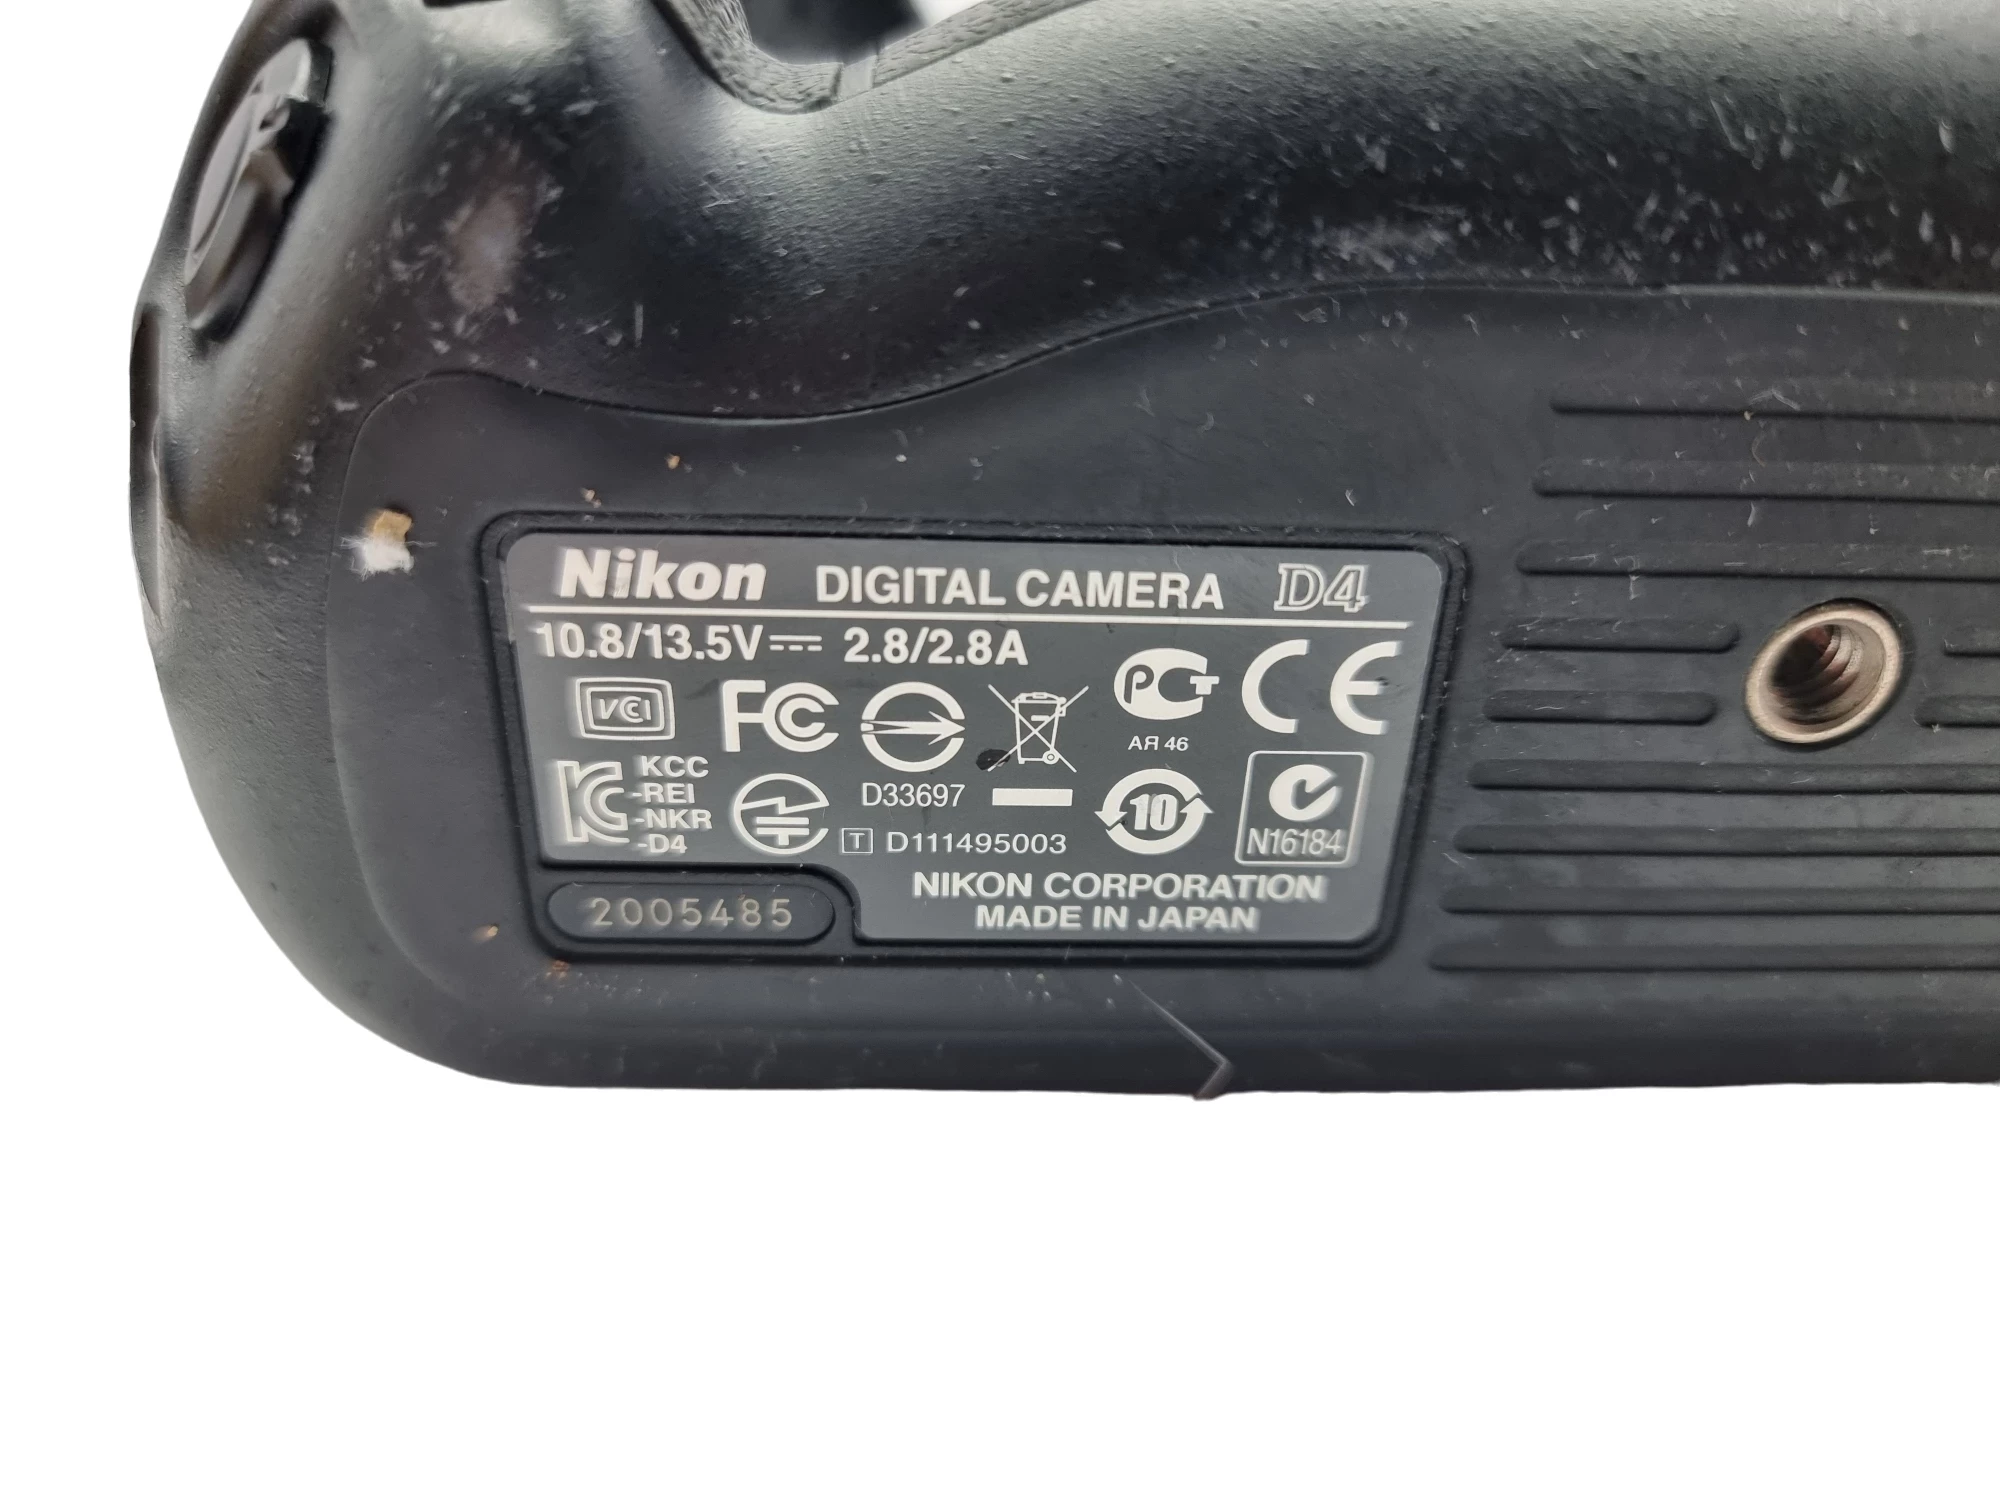 Nikon DIGITAL CAMERA D4
10.8/13.5V 2.8/2.8A
VCI FC PCT CE
АЯ 46
KCC
-REI
-NKR
-D4
D33697
T D111495003
10
N16184
2005485
NIKON CORPORATION
MADE IN JAPAN